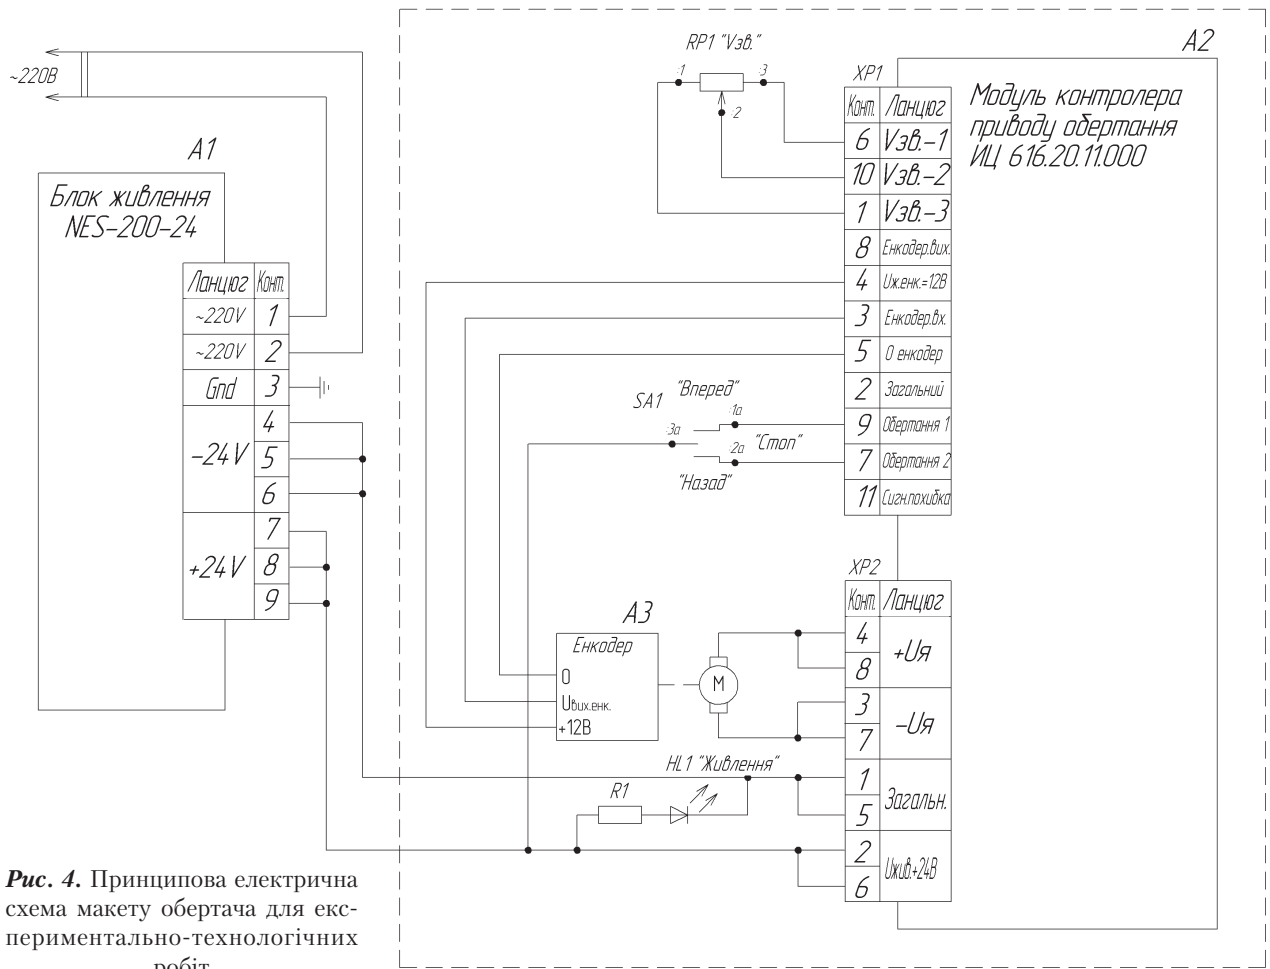 ~220В
А1
Блок живлення
NES-200-24
Ланцюг Конт.
~220V 1
~220V 2
Gnd 3
-24V 4
5
6
+24V 7
8
9
RP1 "Vзв."
:1 :3
:2
А2
Модуль контролера
приводу обертання
ИЦ 616.20.11.000
XP1
Конт. Ланцюг
6 Vзв.-1
10 Vзв.-2
1 Vзв.-3
8 Енкодер.вих.
4 Uж.енк.=12В
3 Енкодер.вх.
5 0 енкодер
2 Загальний
9 Обертання 1
7 Обертання 2
11 Сигн.похибка
SA1
"Вперед"
:1а
:3а
"Стоп"
:2а
"Назад"
XP2
Конт. Ланцюг
4 +Uя
8
3 -Uя
7
1 Загальн.
5
2 Uжив.+24В
6
А3
Енкодер
0
Uвих.енк.
+12В
М
HL1 "Живлення"
R1
Рис. 4. Принципова електрична
схема макету обертача для екс-
периментально-технологічних
робіт